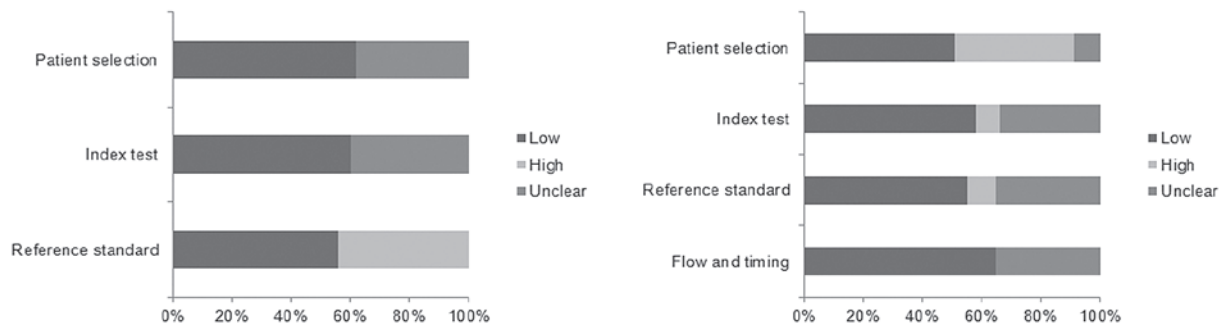 Patient selection
Index test
Reference standard
0% 20% 40% 60% 80% 100%
Low
High
Unclear
Patient selection
Index test
Reference standard
Flow and timing
0% 20% 40% 60% 80% 100%
Low
High
Unclear